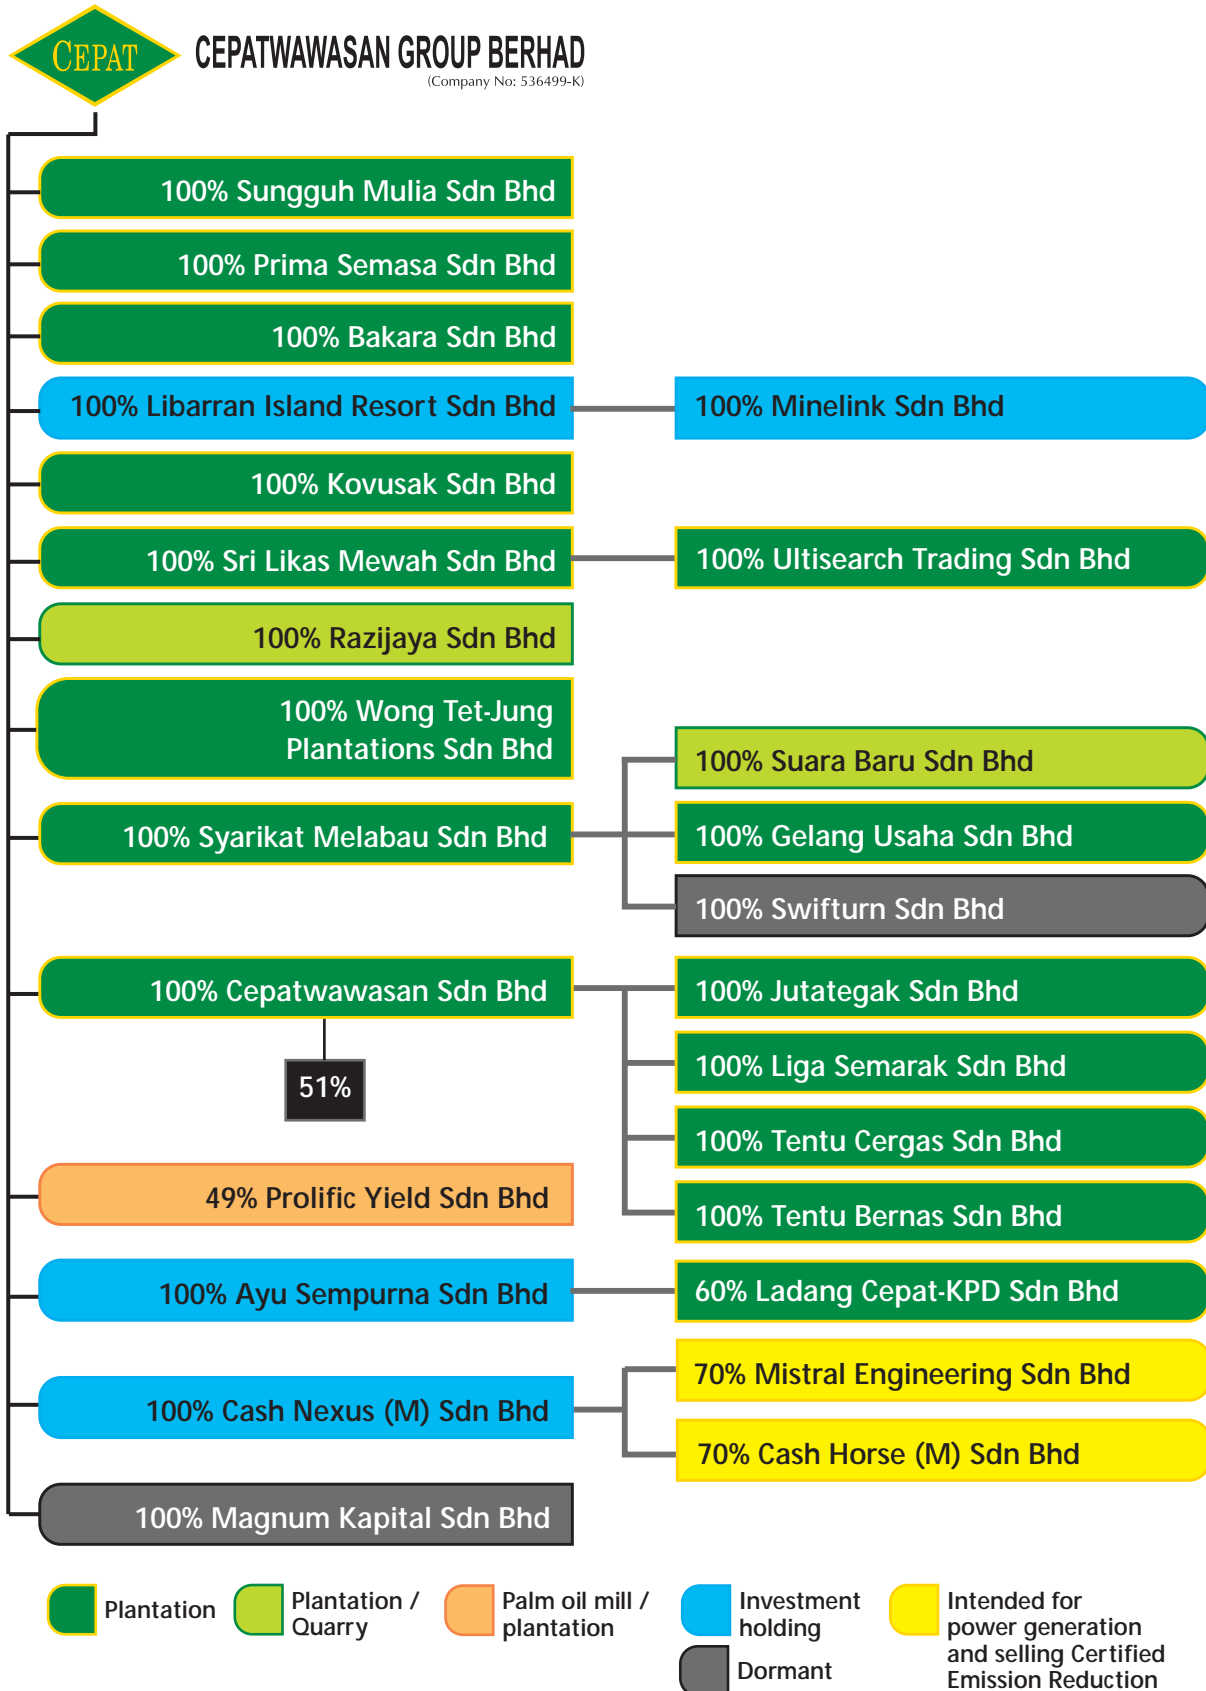 CEPAT
CEPATWAWASAN GROUP BERHAD
(Company No: 536499-K)
100% Sungguh Mulia Sdn Bhd
100% Prima Semasa Sdn Bhd
100% Bakara Sdn Bhd
100% Libarran Island Resort Sdn Bhd
100% Minelink Sdn Bhd
100% Kovusak Sdn Bhd
100% Sri Likas Mewah Sdn Bhd
100% Ultisearch Trading Sdn Bhd
100% Razijaya Sdn Bhd
100% Wong Tet-Jung
Plantations Sdn Bhd
100% Syarikat Melabau Sdn Bhd
100% Suara Baru Sdn Bhd
100% Gelang Usaha Sdn Bhd
100% Swifturn Sdn Bhd
100% Cepatwawasan Sdn Bhd
51%
100% Jutategak Sdn Bhd
100% Liga Semarak Sdn Bhd
100% Tentu Cergas Sdn Bhd
100% Tentu Bernas Sdn Bhd
49% Prolific Yield Sdn Bhd
100% Ayu Sempurna Sdn Bhd
60% Ladang Cepat-KPD Sdn Bhd
100% Cash Nexus (M) Sdn Bhd
70% Mistral Engineering Sdn Bhd
70% Cash Horse (M) Sdn Bhd
100% Magnum Kapital Sdn Bhd
Plantation
Plantation /
Quarry
Palm oil mill /
plantation
Investment
holding
Dormant
Intended for
power generation
and selling Certified
Emission Reduction